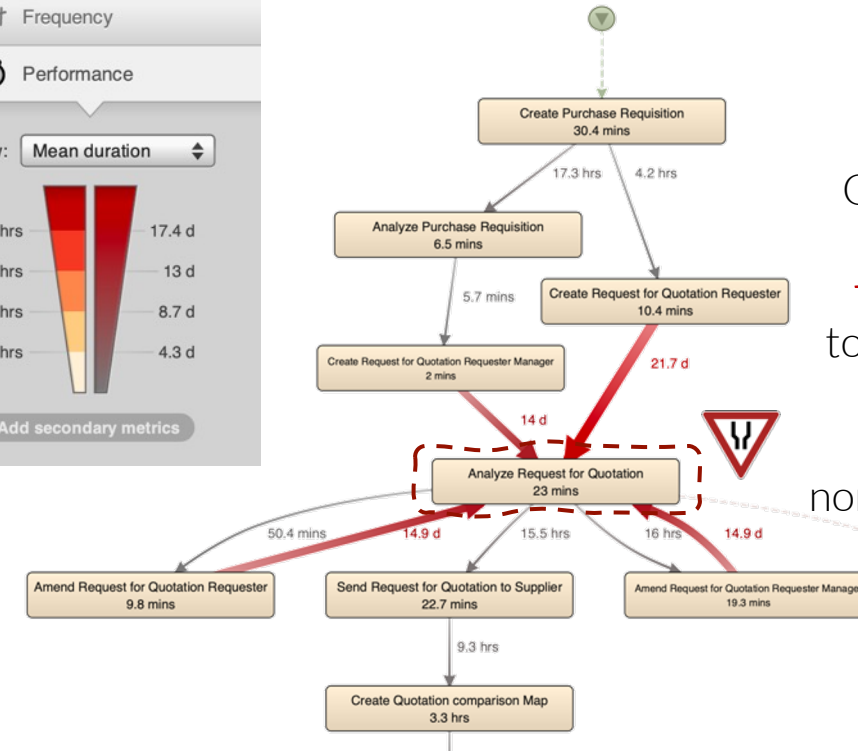 Frequency
Performance
Mean duration
hrs
17.4 d
hrs
13 d
hrs
8.7 d
hrs
4.3 d
Add secondary metrics
Create Purchase Requisition
30.4 mins
17.3 hrs
4.2 hrs
Analyze Purchase Requisition
6.5 mins
5.7 mins
Create Request for Quotation Requester
10.4 mins
Create Request for Quotation Requester Manager
2 mins
21.7 d
14 d
to
Analyze Request for Quotation
23 mins
50.4 mins
14.9 d
15.5 hrs
16 hrs
14.9 d
Amend Request for Quotation Requester
9.8 mins
Send Request for Quotation to Supplier
22.7 mins
Amend Request for Quotation Requester Manage
19.3 mins
9.3 hrs
Create Quotation comparison Map
3.3 hrs